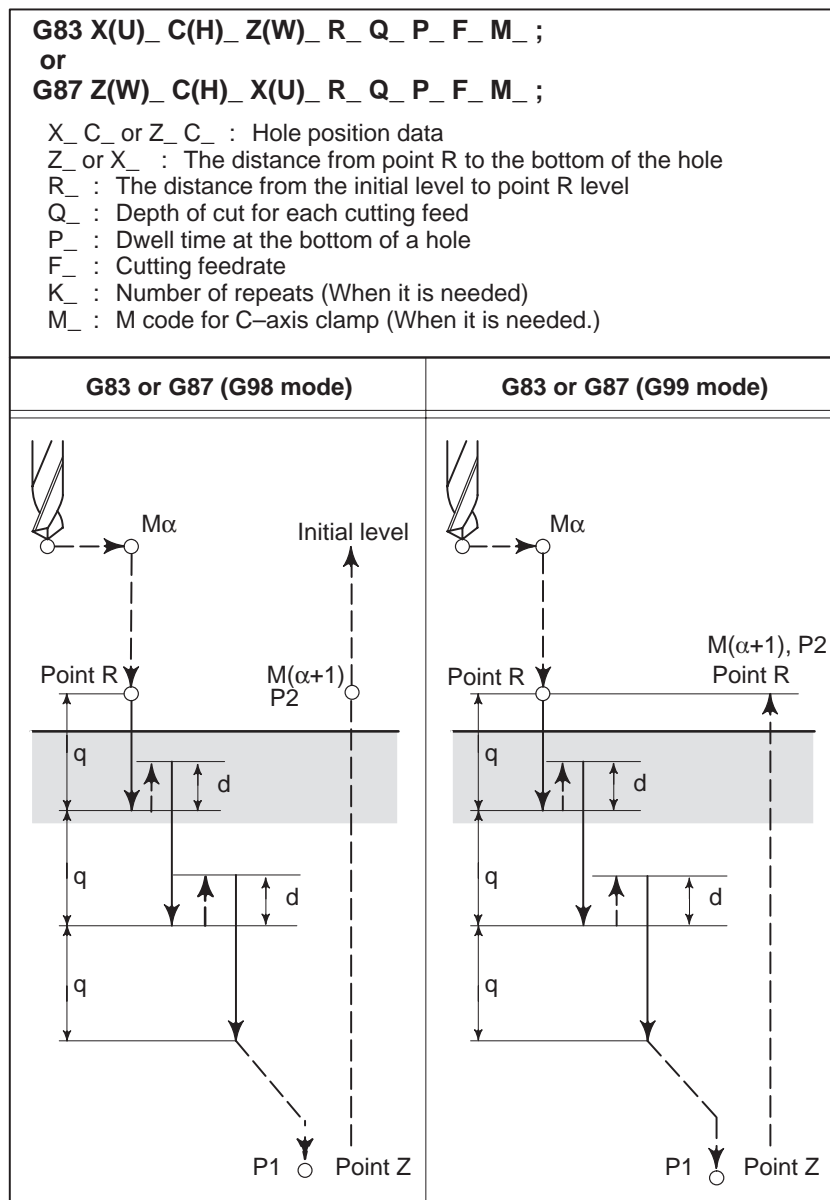 G83 X(U)_ C(H)_ Z(W)_ R_ Q_ P_ F_ M_ ;
or
G87 Z(W)_ C(H)_ X(U)_ R_ Q_ P_ F_ M_ ;
X_ C_ or Z_ C_ : Hole position data
Z_ or X_ : The distance from point R to the bottom of the hole
R_ : The distance from the initial level to point R level
Q_ : Depth of cut for each cutting feed
P_ : Dwell time at the bottom of a hole
F_ : Cutting feedrate
K_ : Number of repeats (When it is needed)
M_ : M code for C–axis clamp (When it is needed.)
G83 or G87 (G98 mode)
Mα
Initial level
Point R
M(α+1)
P2
q
d
q
d
q
P1
Point Z
G83 or G87 (G99 mode)
Mα
M(α+1), P2
Point R
Point R
q
d
q
d
q
P1
Point Z